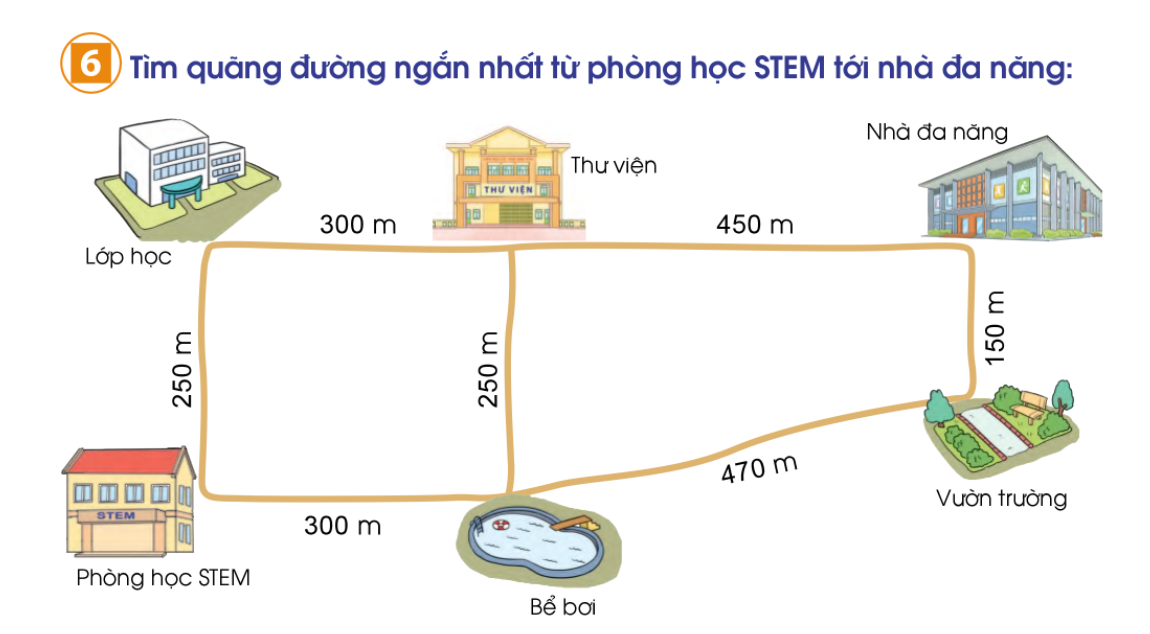 6 Tìm quãng đường ngắn nhất từ phòng học STEM tới nhà đa năng:
Nhà đa năng
Thư viện
THƯ VIỆN
300 m
450 m
Lớp học
250 m
250 m
150 m
470 m
Vườn trường
STEM
300 m
Phòng học STEM
Bể bơi